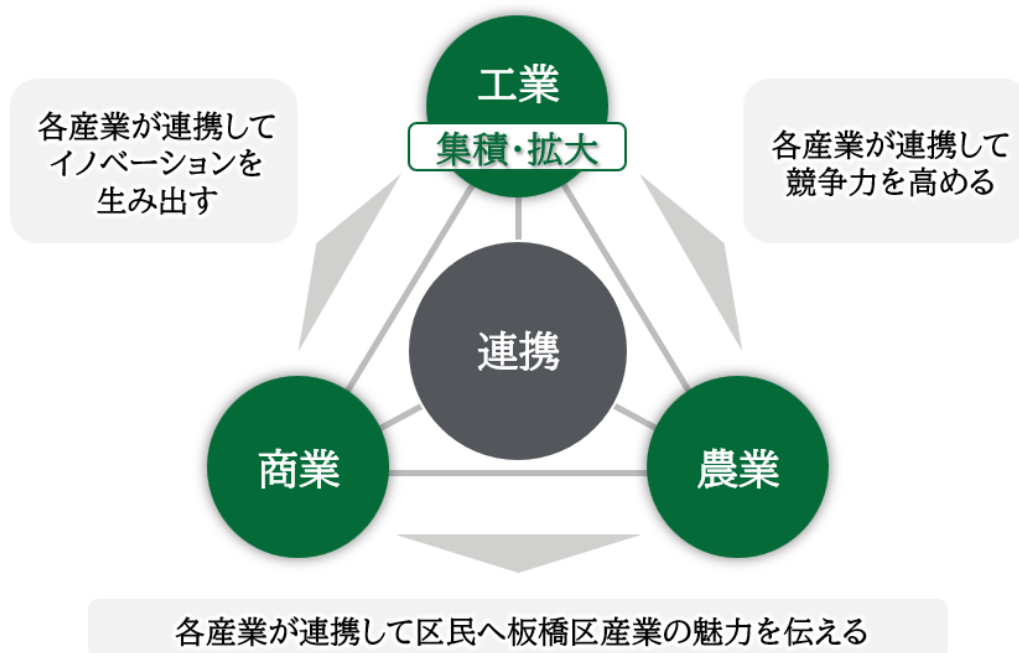 工業
集積・拡大
各産業が連携して
イノベーションを
生み出す
各産業が連携して
競争力を高める
連携
商業
農業
各産業が連携して区民へ板橋区産業の魅力を伝える